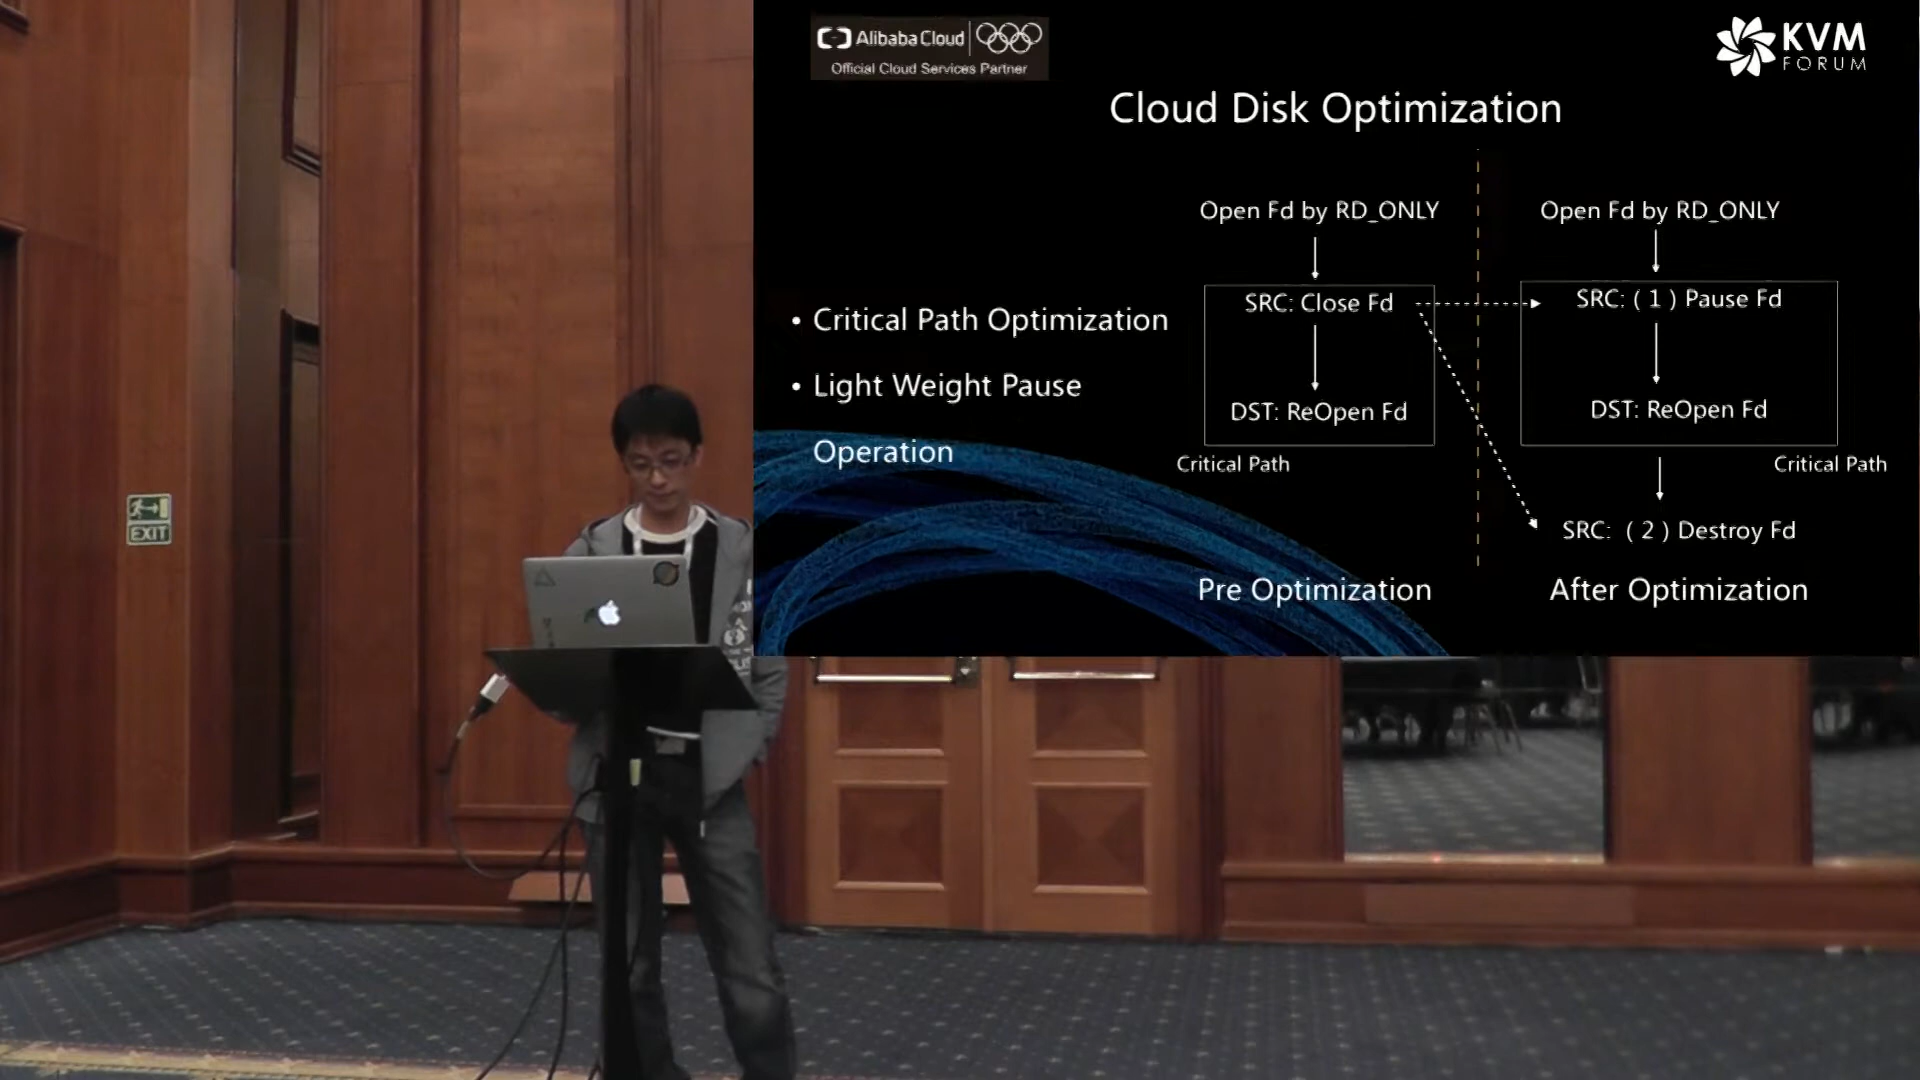 Alibaba Cloud
Official Cloud Services Partner
KVM
FORUM
Cloud Disk Optimization
• Critical Path Optimization
• Light Weight Pause
Operation
Open Fd by RD_ONLY
SRC: Close Fd
DST: ReOpen Fd
Critical Path
Pre Optimization
Open Fd by RD_ONLY
SRC: ( 1 ) Pause Fd
DST: ReOpen Fd
Critical Path
SRC: ( 2 ) Destroy Fd
After Optimization
EXIT